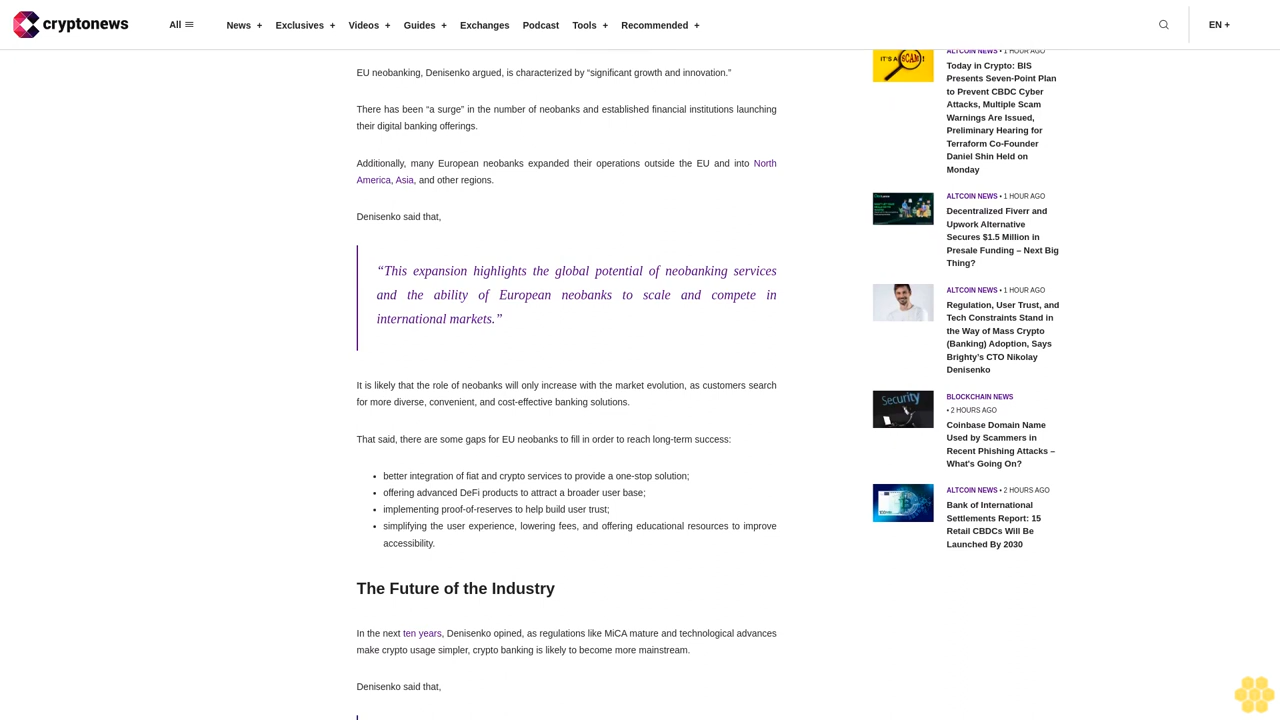 cryptonews
All
News +
Exclusives +
Videos +
Guides +
Exchanges
Podcast
Tools +
Recommended +
EN +
EU neobanking, Denisenko argued, is characterized by “significant growth and innovation.”
There has been “a surge” in the number of neobanks and established financial institutions launching
their digital banking offerings.
Additionally, many European neobanks expanded their operations outside the EU and into North
America, Asia, and other regions.
Denisenko said that,
“This expansion highlights the global potential of neobanking services
and the ability of European neobanks to scale and compete in
international markets.”
It is likely that the role of neobanks will only increase with the market evolution, as customers search
for more diverse, convenient, and cost-effective banking solutions.
That said, there are some gaps for EU neobanks to fill in order to reach long-term success:
• better integration of fiat and crypto services to provide a one-stop solution;
• offering advanced DeFi products to attract a broader user base;
• implementing proof-of-reserves to help build user trust;
• simplifying the user experience, lowering fees, and offering educational resources to improve
accessibility.
The Future of the Industry
In the next ten years, Denisenko opined, as regulations like MiCA mature and technological advances
make crypto usage simpler, crypto banking is likely to become more mainstream.
Denisenko said that,
IT'S A SCAM
ALTCOIN NEWS • 1 HOUR AGO
Today in Crypto: BIS
Presents Seven-Point Plan
to Prevent CBDC Cyber
Attacks, Multiple Scam
Warnings Are Issued,
Preliminary Hearing for
Terraform Co-Founder
Daniel Shin Held on
Monday
ALTCOIN NEWS • 1 HOUR AGO
Decentralized Fiverr and
Upwork Alternative
Secures $1.5 Million in
Presale Funding – Next Big
Thing?
ALTCOIN NEWS • 1 HOUR AGO
Regulation, User Trust, and
Tech Constraints Stand in
the Way of Mass Crypto
(Banking) Adoption, Says
Brighty’s CTO Nikolay
Denisenko
Security
BLOCKCHAIN NEWS
• 2 HOURS AGO
Coinbase Domain Name
Used by Scammers in
Recent Phishing Attacks –
What's Going On?
ALTCOIN NEWS • 2 HOURS AGO
Bank of International
Settlements Report: 15
Retail CBDCs Will Be
Launched By 2030